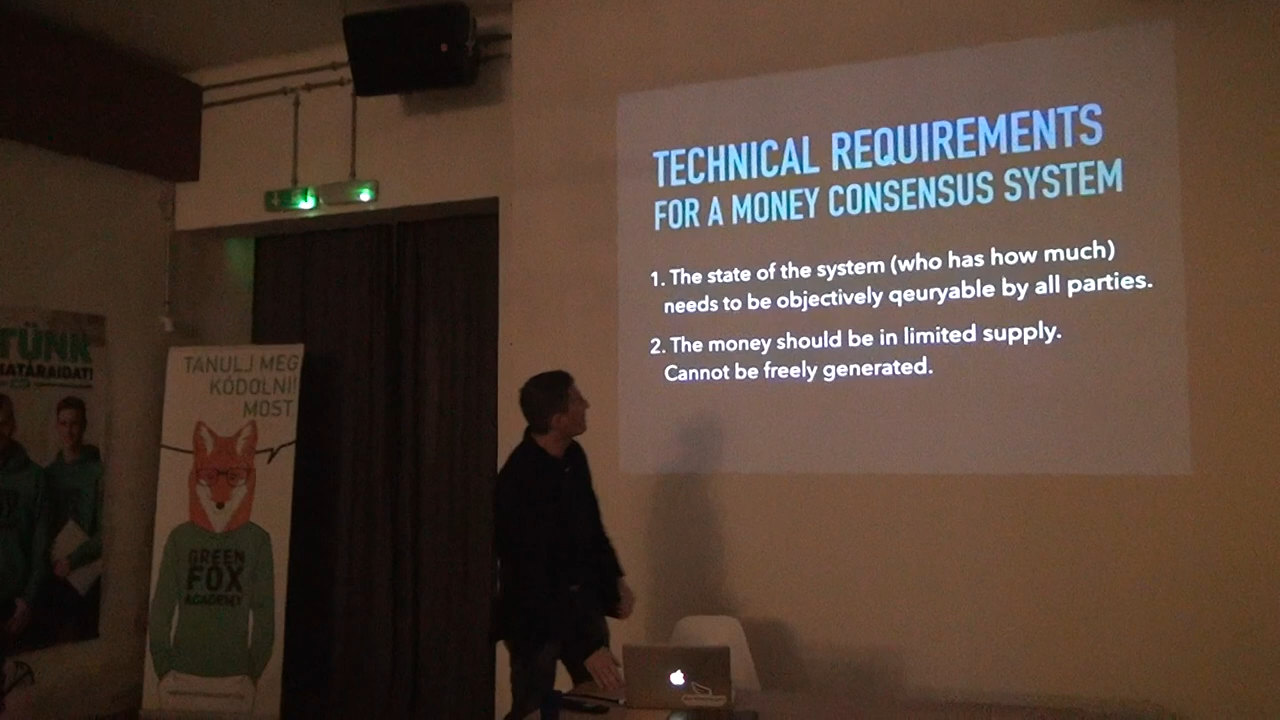 TECHNICAL REQUIREMENTS
FOR A MONEY CONSENSUS SYSTEM
1. The state of the system (who has how much)
needs to be objectively qeuryable by all parties.
2. The money should be in limited supply.
Cannot be freely generated.
TANULJ MEG
KÓDOLNI!
MOST
GREEN
FOX
ACADEMY
TÜNK
HATÁRAIDAT!